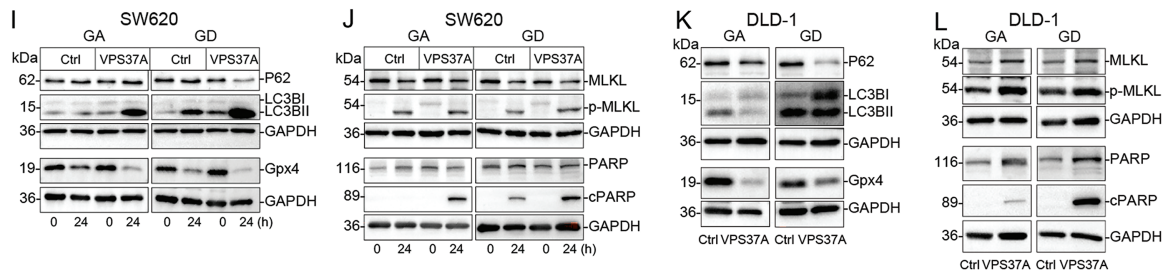 I SW620
GA GD
kDa Ctrl VPS37A Ctrl VPS37A
62 P62
LC3BI
15 LC3BII
36 GAPDH
19 Gpx4
36 GAPDH
0 24 0 24 0 24 0 24 (h)
J SW620
GA GD
kDa Ctrl VPS37A Ctrl VPS37A
54 MLKL
54 p-MLKL
36 GAPDH
116 PARP
89 cPARP
36 GAPDH
0 24 0 24 0 24 0 24 (h)
K DLD-1
GA GD
kDa
62 P62
15 LC3BI
LC3BII
36 GAPDH
19 Gpx4
36 GAPDH
Ctrl VPS37A Ctrl VPS37A
L DLD-1
GA GD
kDa
54 MLKL
54 p-MLKL
36 GAPDH
116 PARP
89 cPARP
36 GAPDH
Ctrl VPS37A Ctrl VPS37A